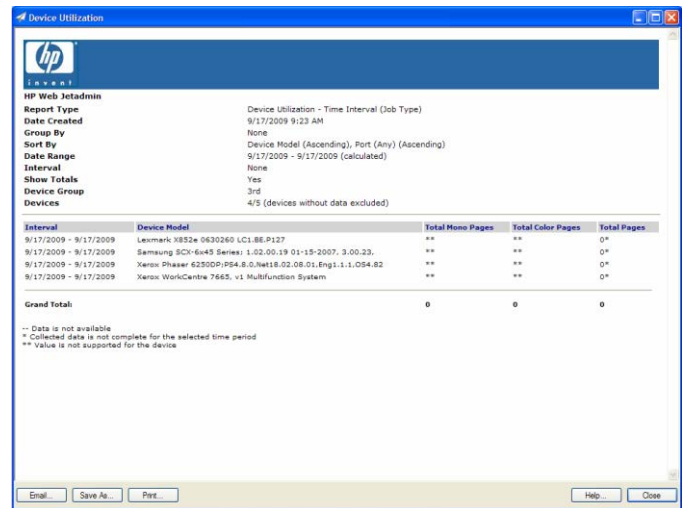 Device Utilization
hp
invent
HP Web Jetadmin
Report Type Device Utilization - Time Interval (Job Type)
Date Created 9/17/2009 9:23 AM
Group By None
Sort By Device Model (Ascending), Port (Any) (Ascending)
Date Range 9/17/2009 - 9/17/2009 (calculated)
Interval None
Show Totals Yes
Device Group 3rd
Devices 4/5 (devices without data excluded)
Interval Device Model Total Mono Pages Total Color Pages Total Pages
9/17/2009 - 9/17/2009 Lexmark X852e 0630260 LC1.BE.P127 ** ** 0*
9/17/2009 - 9/17/2009 Samsung SCX-6x45 Series; 1.02.00.19 01-15-2007, 3.00.23, ** ** 0*
9/17/2009 - 9/17/2009 Xerox Phaser 6250DP;PS4.8.0,Net18.02.08.01,Eng1.1.1,OS4.82 ** ** 0*
9/17/2009 - 9/17/2009 Xerox WorkCentre 7665, v1 Multifunction System ** ** 0*
Grand Total: 0 0 0
-- Data is not available
* Collected data is not complete for the selected time period
** Value is not supported for the device
Email... Save As... Print... Help... Close